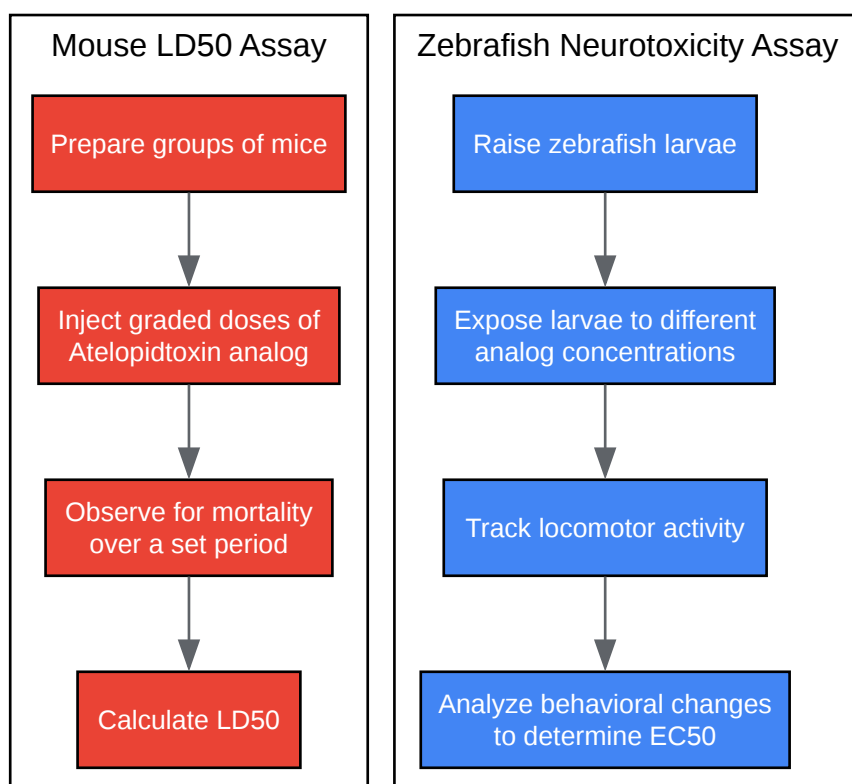 Mouse LD50 Assay
Prepare groups of mice
Inject graded doses of
Atelopidtoxin analog
Observe for mortality
over a set period
Calculate LD50
Zebrafish Neurotoxicity Assay
Raise zebrafish larvae
Expose larvae to different
analog concentrations
Track locomotor activity
Analyze behavioral changes
to determine EC50